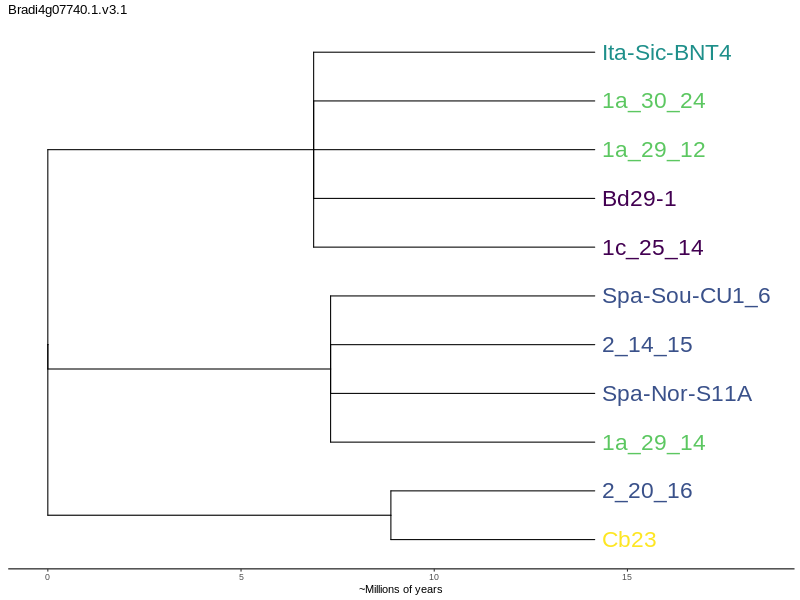 Bradi4g07740.1.v3.1
Ita-Sic-BNT4
1a_30_24
1a_29_12
Bd29-1
1c_25_14
Spa-Sou-CU1_6
2_14_15
Spa-Nor-S11A
1a_29_14
2_20_16
Cb23
0 5 10 15
~Millions of years